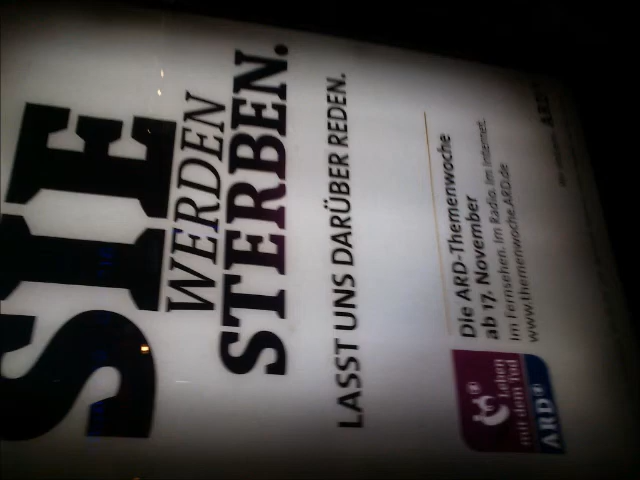 SIE
WERDEN
STERBEN.
LASST UNS DARÜBER REDEN.
Die ARD-Themenwoche
ab 17. November
Im Fernsehen. Im Radio. Im Internet.
www.themenwoche.ARD.de
Leben
mit dem Tod
ARD